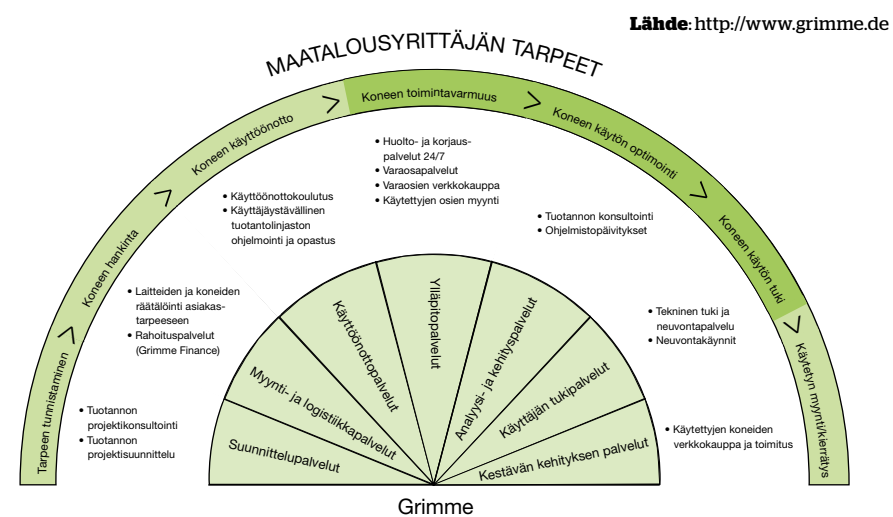 Lähde: http://www.grimme.de
MAATALOUSYRITTÄJÄN TARPEET
Tarpeen tunnistaminen
Koneen hankinta
Koneen käyttöönotto
Koneen toimintavarmuus
Koneen käytön optimointi
Koneen käytön tuki
Käytetyn myynti/kierrätys
• Tuotannon
projektikonsultointi
• Tuotannon
projektisuunnittelu
• Laitteiden ja koneiden
räätälöinti asiakas-
tarpeeseen
• Rahoituspalvelut
(Grimme Finance)
• Käyttöönottokoulutus
• Käyttäjäystävällinen
tuotantolinjaston
ohjelmointi ja opastus
• Huolto- ja korjaus-
palvelut 24/7
• Varaosapalvelut
• Varaosien verkkokauppa
• Käytettyjen osien myynti
• Tuotannon konsultointi
• Ohjelmistopäivitykset
• Tekninen tuki ja
neuvontapalvelu
• Neuvontakäynnit
• Käytettyjen koneiden
verkkokauppa ja toimitus
Suunnittelupalvelut
Myynti- ja logistiikkapalvelut
Käyttöönottopalvelut
Ylläpitopalvelut
Analyysi- ja kehityspalvelut
Käyttäjän tukipalvelut
Kestävän kehityksen palvelut
Grimme